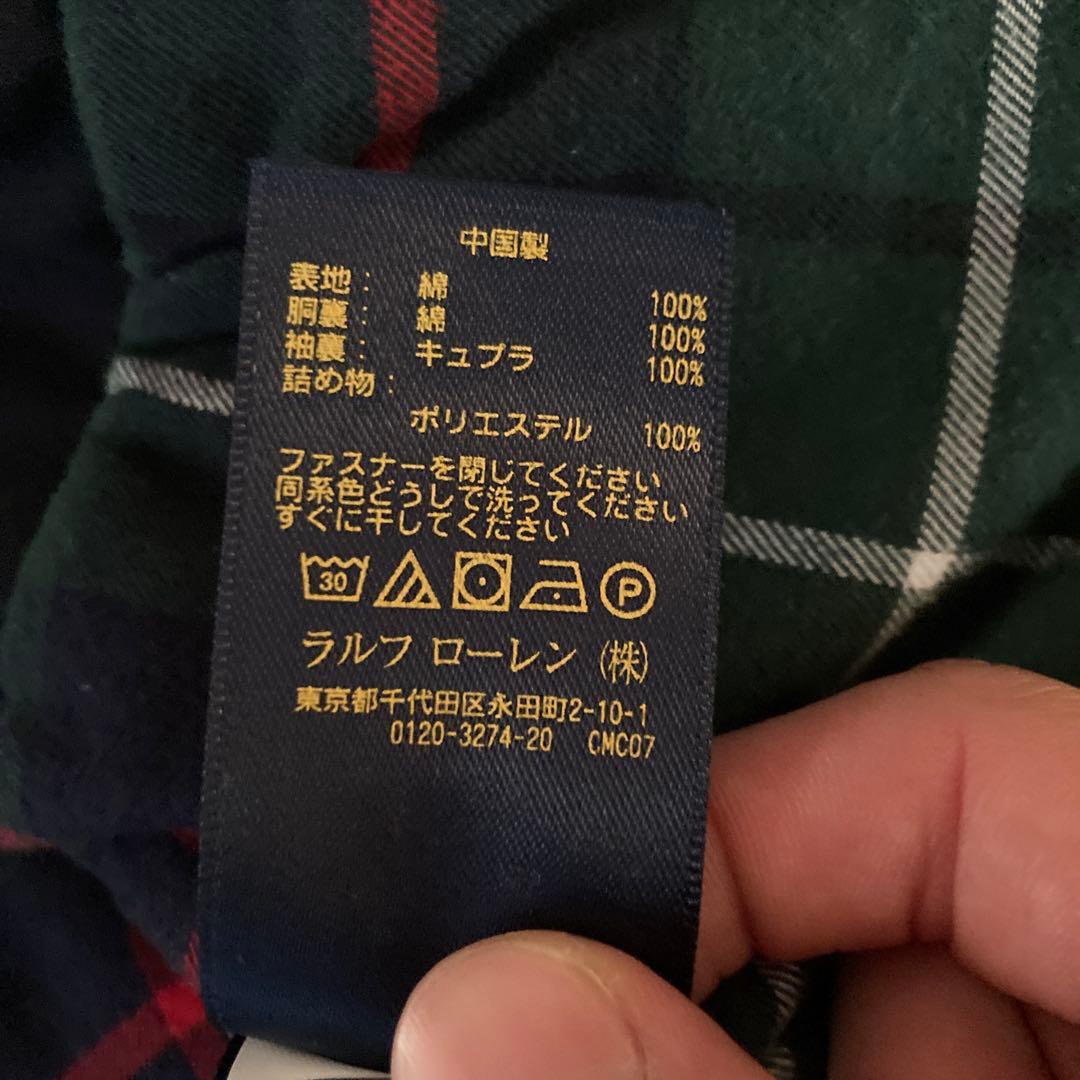 中国製
表地： 綿 100%
胴裏： 綿 100%
袖裏： キュプラ 100%
詰め物：
ポリエステル 100%
ファスナーを閉じてください
同系色どうしで洗ってください
すぐに干してください
30 P
ラルフ ローレン (株)
東京都千代田区永田町2-10-1
0120-3274-20 CMC07